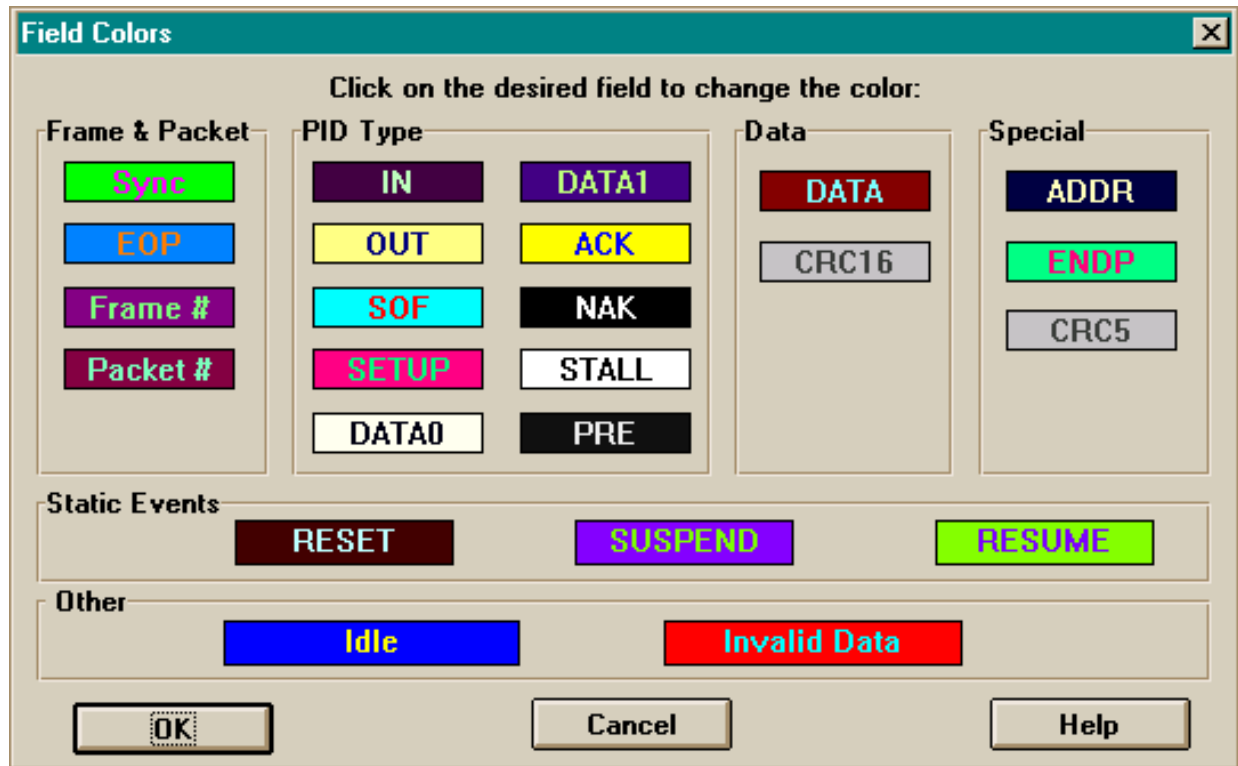 Field Colors
Click on the desired field to change the color:
Frame & Packet
Sync
EOP
Frame #
Packet #
PID Type
IN
OUT
SOF
SETUP
DATA0
DATA1
ACK
NAK
STALL
PRE
Data
DATA
CRC16
Special
ADDR
ENDP
CRC5
Static Events
RESET
SUSPEND
RESUME
Other
Idle
Invalid Data
OK
Cancel
Help